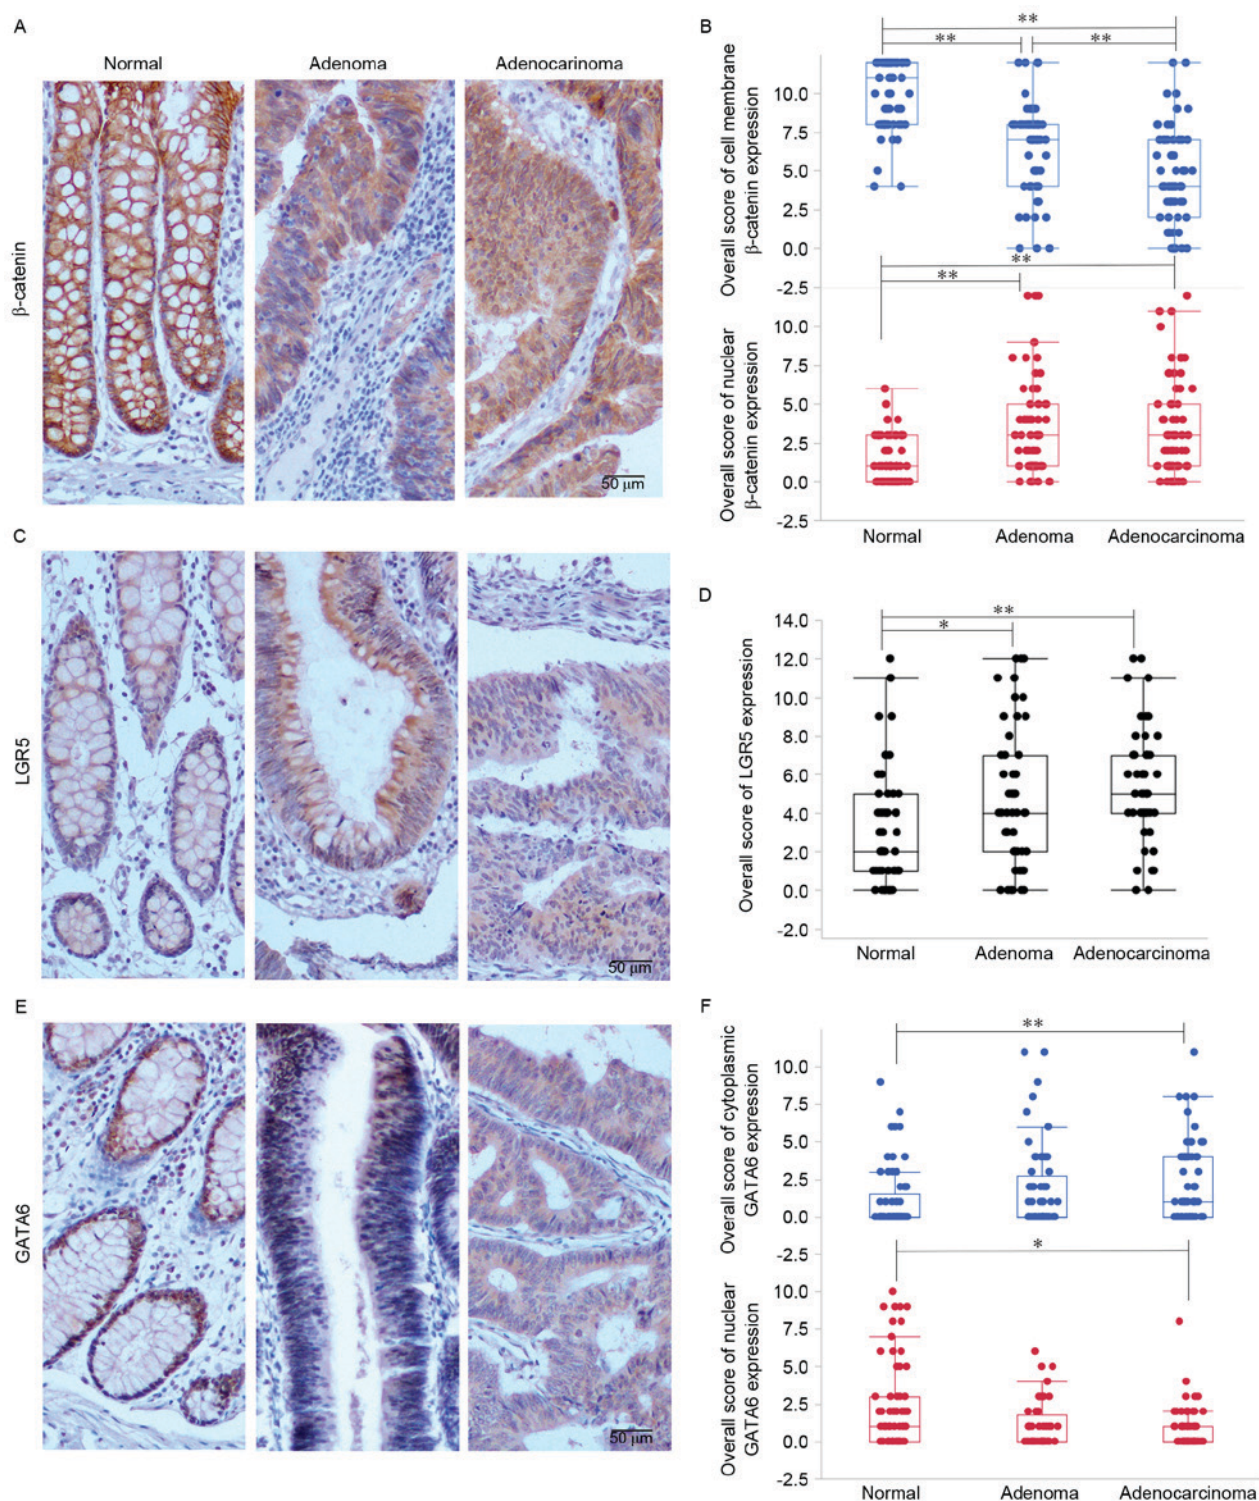 A
Normal
Adenoma
Adenocarinoma
β-catenin
50 μm
B
**
**
**
Overall score of cell membrane
β-catenin expression
10.0
7.5
5.0
2.5
0.0
-2.5
**
**
Overall score of nuclear
β-catenin expression
10.0
7.5
5.0
2.5
0.0
-2.5
Normal
Adenoma
Adenocarcinoma
C
LGR5
50 μm
D
**
*
Overall score of LGR5 expression
14.0
12.0
10.0
8.0
6.0
4.0
2.0
0.0
-2.0
Normal
Adenoma
Adenocarcinoma
E
GATA6
50 μm
F
**
Overall score of cytoplasmic
GATA6 expression
10.0
7.5
5.0
2.5
0.0
-2.5
*
Overall score of nuclear
GATA6 expression
10.0
7.5
5.0
2.5
0.0
-2.5
Normal
Adenoma
Adenocarcinoma